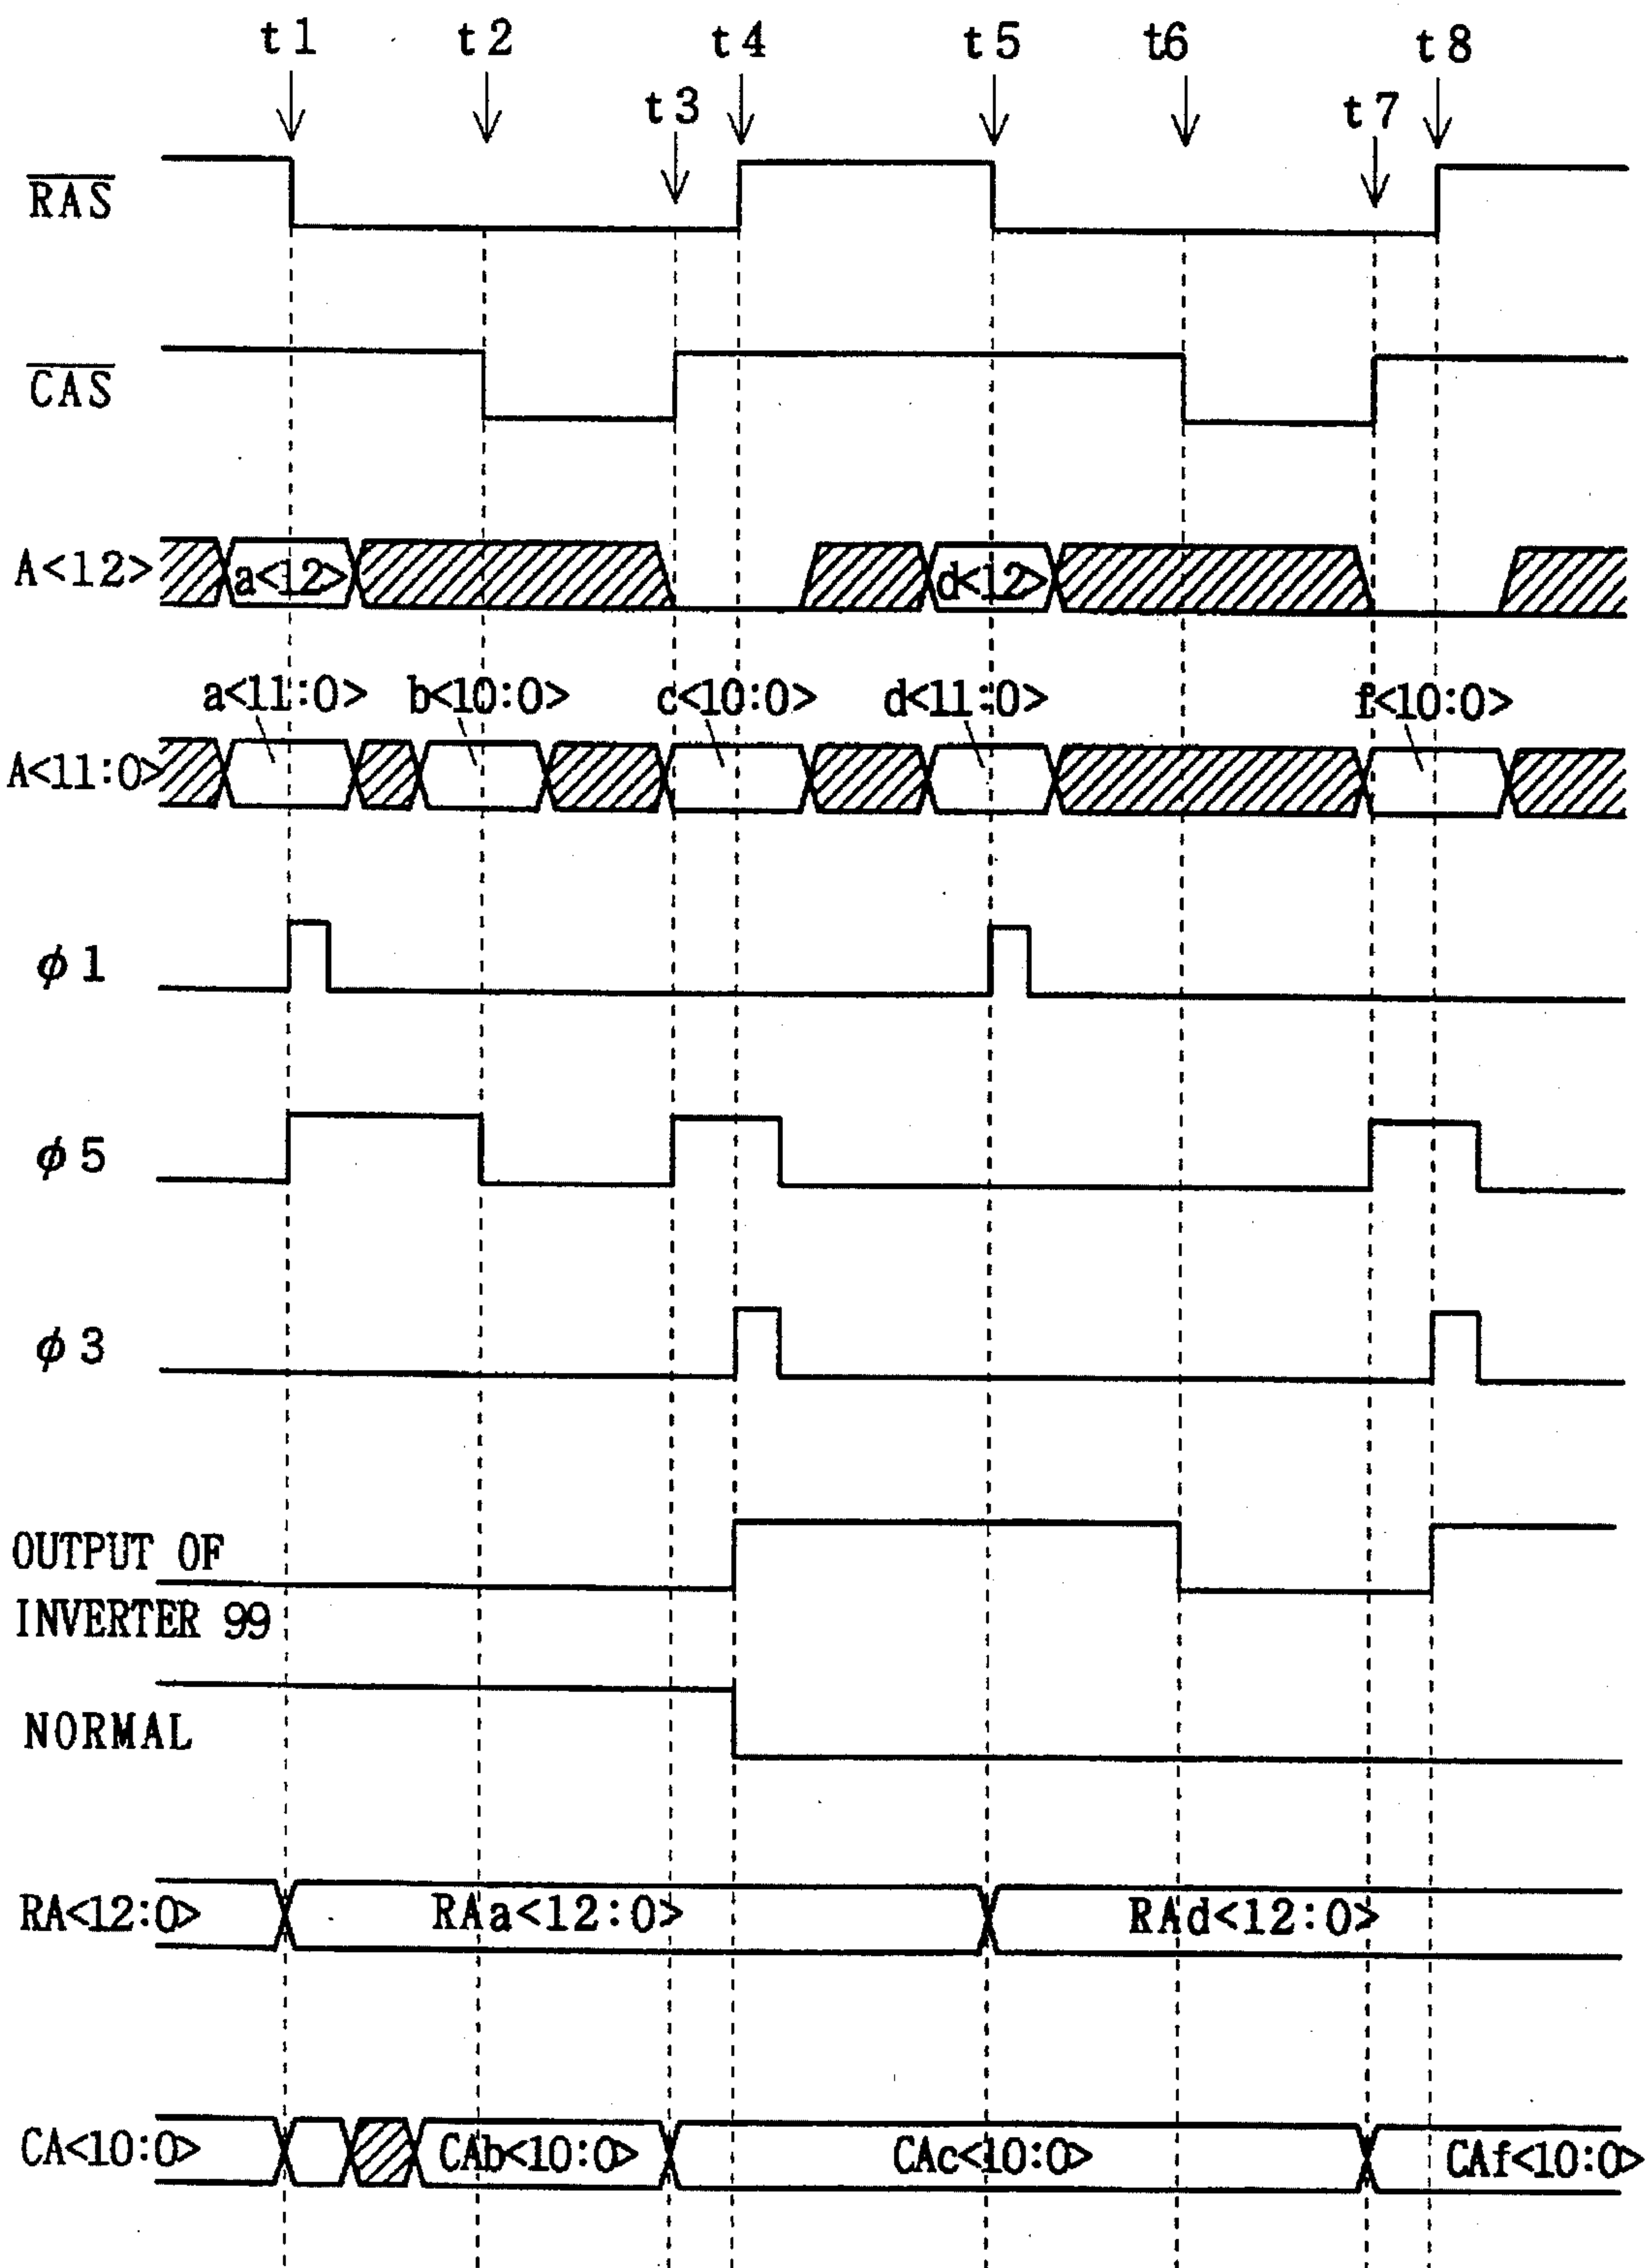 t1 t2 t4 t5 t6 t8
t3 t7
RAS
CAS
A<12> a<12> d<12>
a<11:0> b<10:0> c<10:0> d<11:0> f<10:0>
A<11:0>
φ1
φ5
φ3
OUTPUT OF
INVERTER 99
NORMAL
RA<12:0> RAa<12:0> RAd<12:0>
CA<10:0> CAb<10:0> CAc<10:0> CAf<10:0>